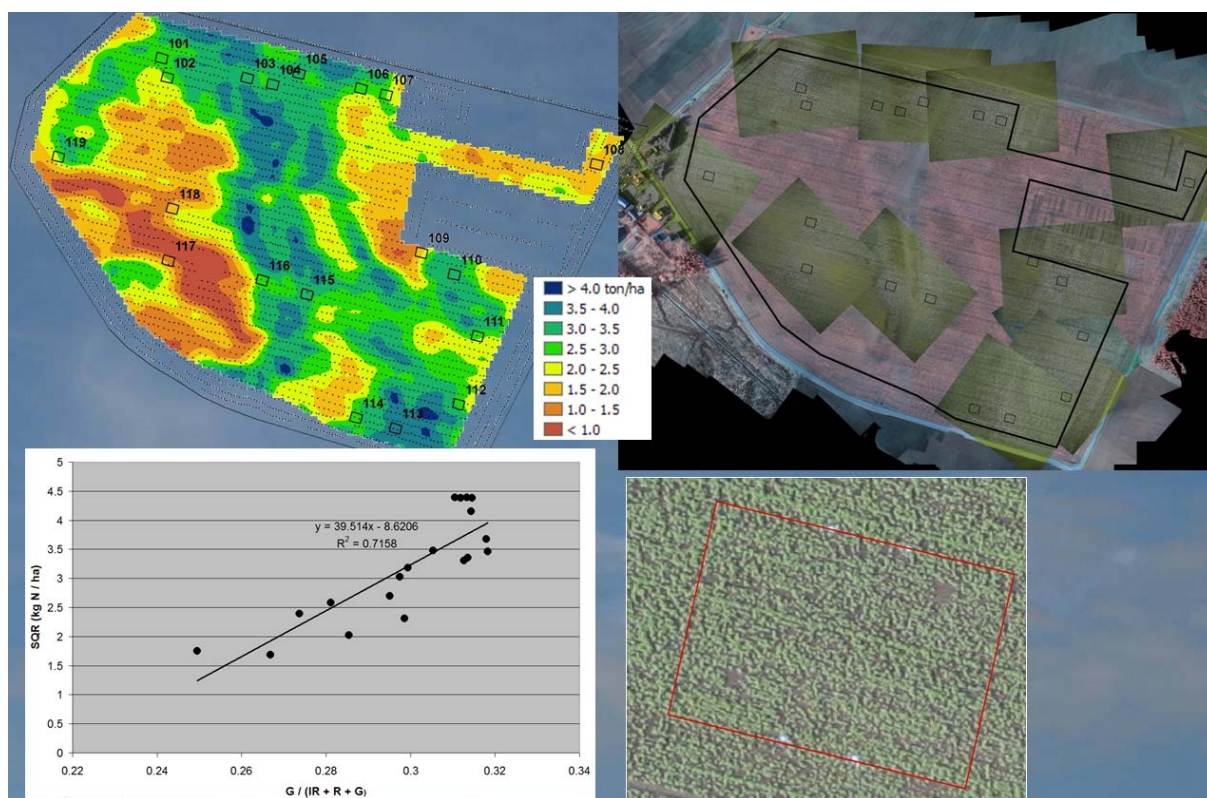 101
102
103
104
105
106
107
108
119
118
117
116
115
109
110
111
112
113
114
> 4.0 ton/ha
3.5 - 4.0
3.0 - 3.5
2.5 - 3.0
2.0 - 2.5
1.5 - 2.0
1.0 - 1.5
< 1.0
5
4.5
4
3.5
3
2.5
2
1.5
1
0.5
0
SQR (kg N / ha)
y = 39.514x - 8.6206
R² = 0.7158
0.22 0.24 0.26 0.28 0.3 0.32 0.34
G / (IR + R + G)